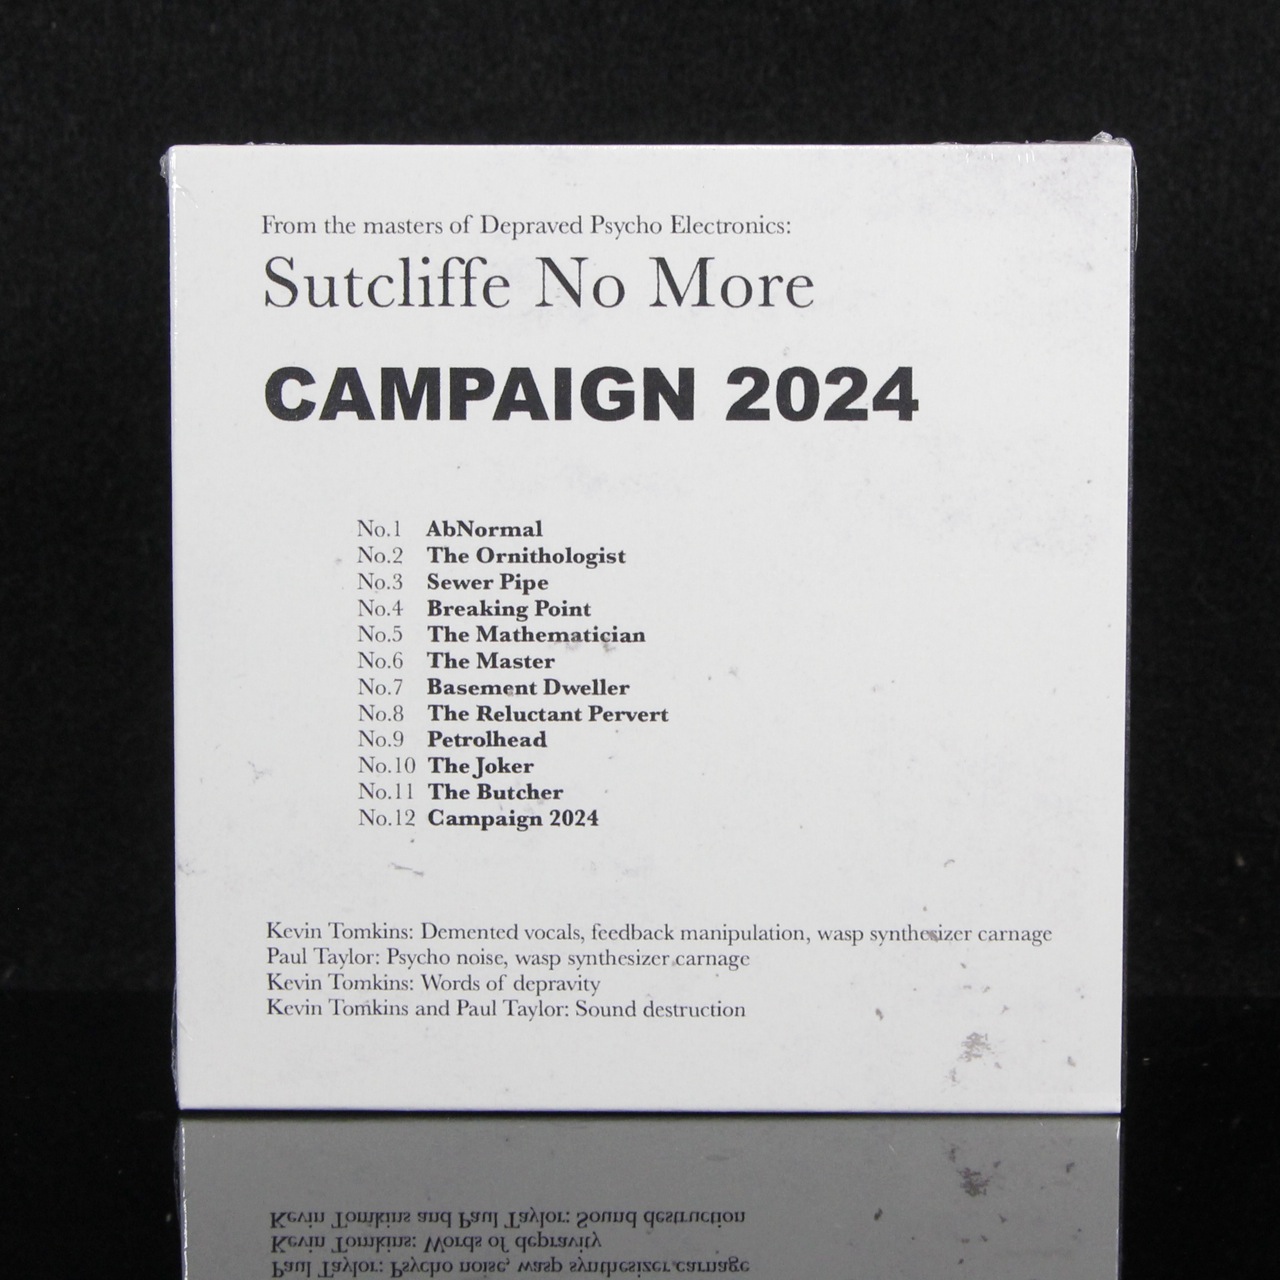 From the masters of Depraved Psycho Electronics:
Sutcliffe No More
CAMPAIGN 2024
No.1 AbNormal
No.2 The Ornithologist
No.3 Sewer Pipe
No.4 Breaking Point
No.5 The Mathematician
No.6 The Master
No.7 Basement Dweller
No.8 The Reluctant Pervert
No.9 Petrolhead
No.10 The Joker
No.11 The Butcher
No.12 Campaign 2024
Kevin Tomkins: Demented vocals, feedback manipulation, wasp synthesizer carnage
Paul Taylor: Psycho noise, wasp synthesizer carnage
Kevin Tomkins: Words of depravity
Kevin Tomkins and Paul Taylor: Sound destruction